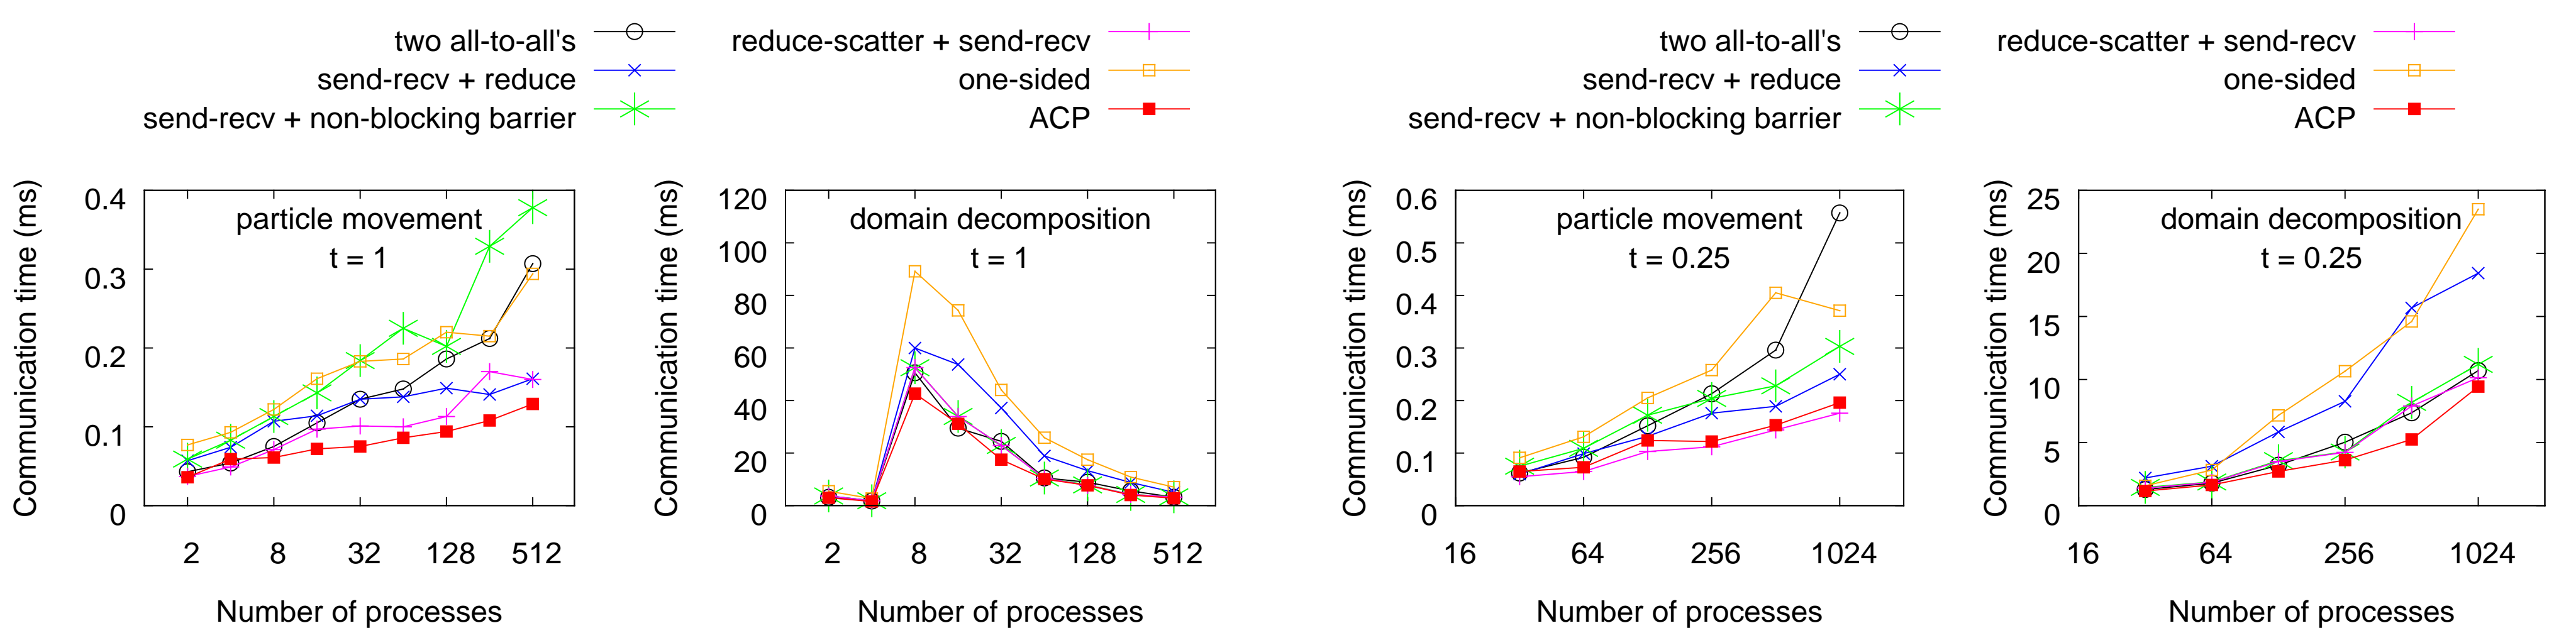 two all-to-all's
send-recv + reduce
send-recv + non-blocking barrier
reduce-scatter + send-recv
one-sided
ACP
Communication time (ms)
0.4
0.3
0.2
0.1
0
particle movement
t = 1
2 8 32 128 512
Number of processes
Communication time (ms)
120
100
80
60
40
20
0
domain decomposition
t = 1
2 8 32 128 512
Number of processes
two all-to-all's
send-recv + reduce
send-recv + non-blocking barrier
reduce-scatter + send-recv
one-sided
ACP
Communication time (ms)
0.6
0.5
0.4
0.3
0.2
0.1
0
particle movement
t = 0.25
16 64 256 1024
Number of processes
Communication time (ms)
25
20
15
10
5
0
domain decomposition
t = 0.25
16 64 256 1024
Number of processes